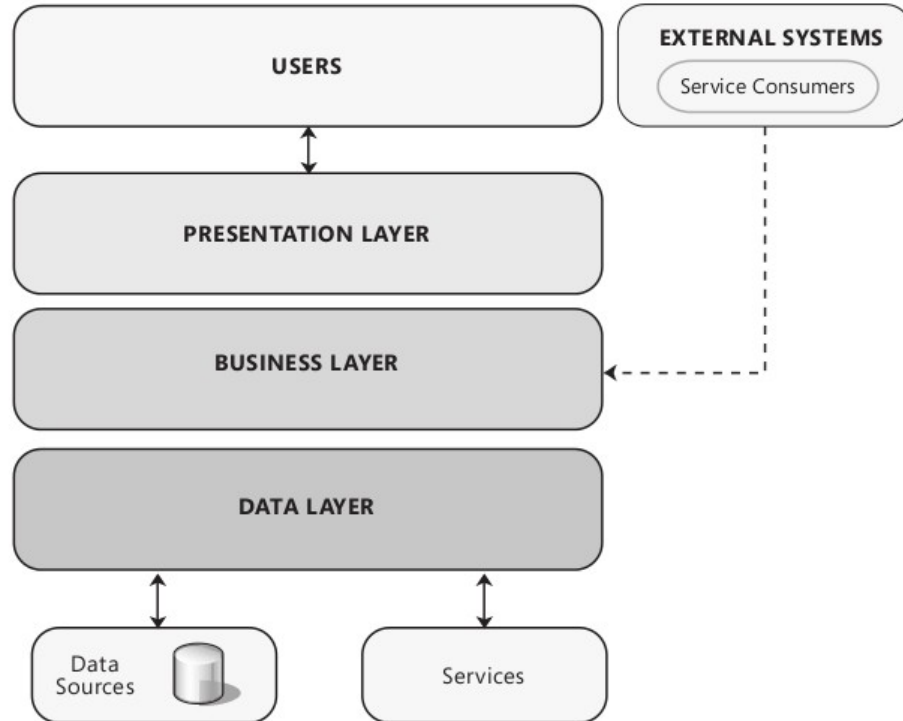 USERS
EXTERNAL SYSTEMS
Service Consumers
PRESENTATION LAYER
BUSINESS LAYER
DATA LAYER
Data
Sources
Services